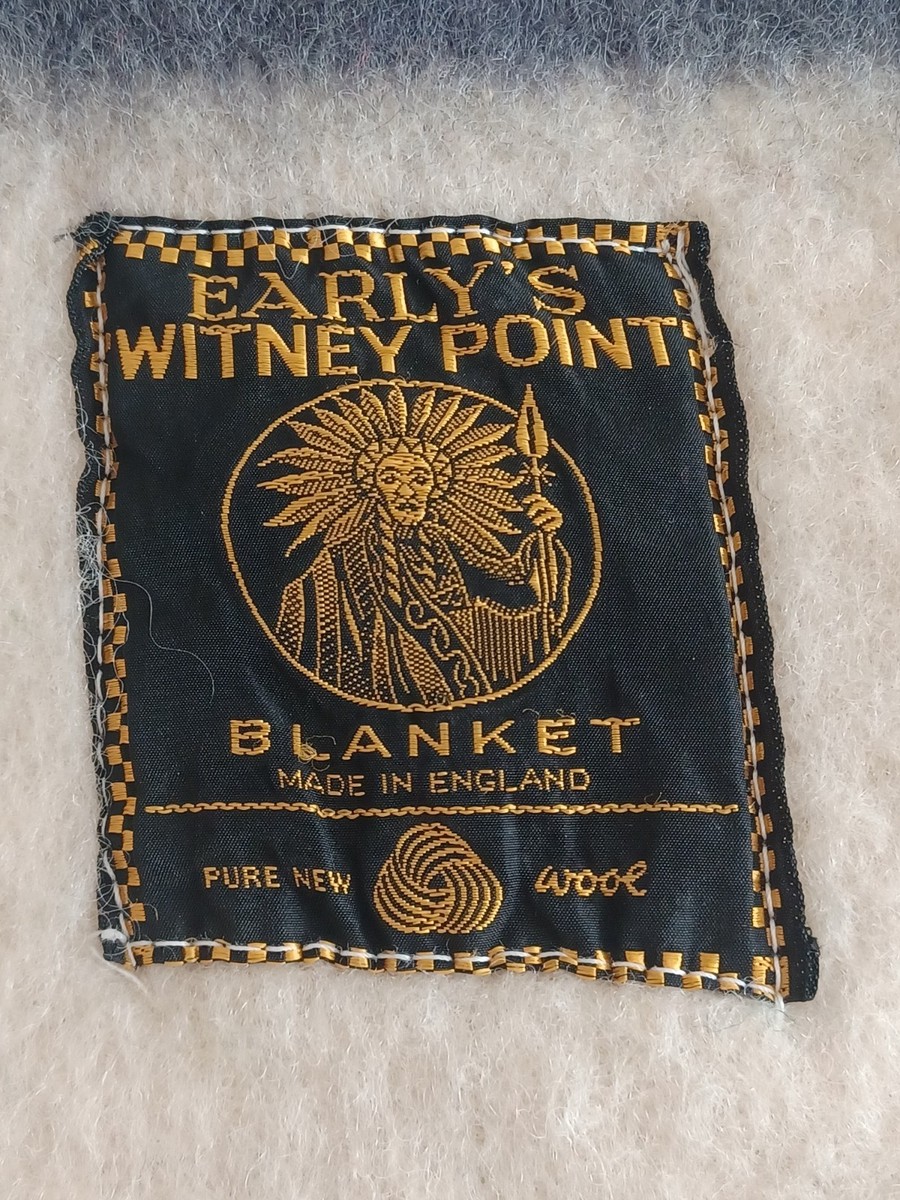 EARLY'S
WITNEY POINT
BLANKET
MADE IN ENGLAND
PURE NEW wool